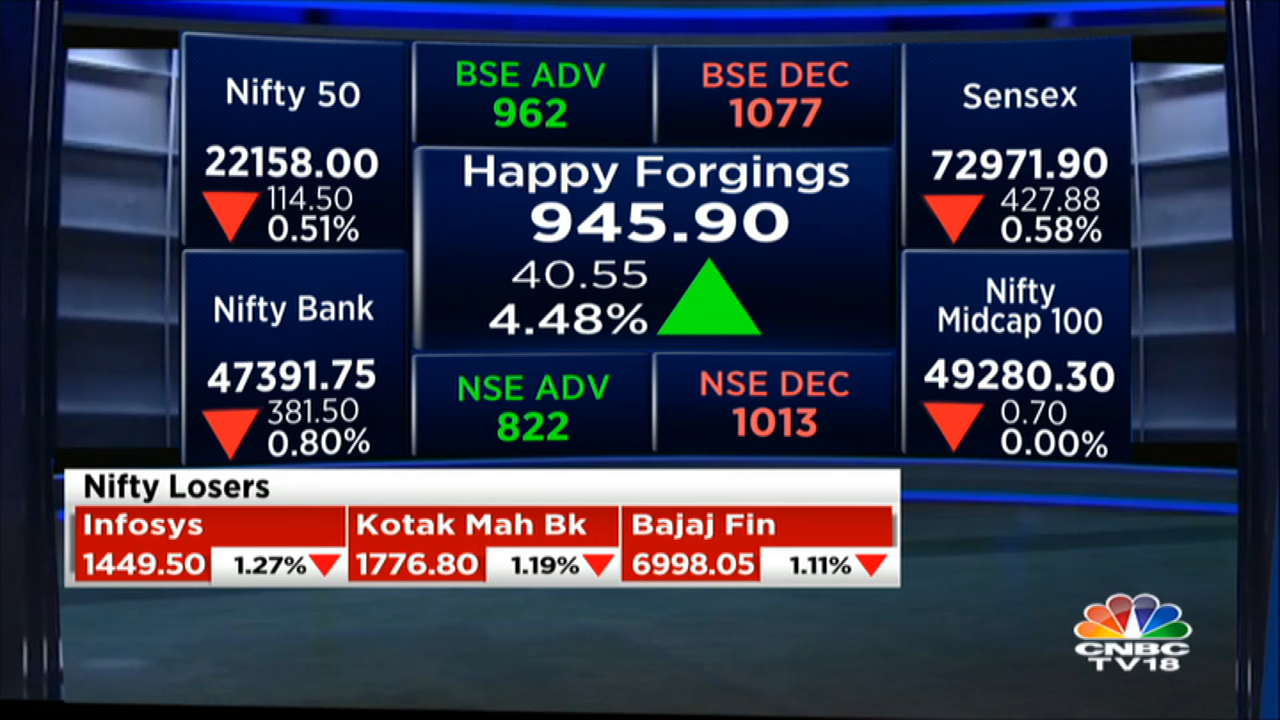 Nifty 50
22158.00
114.50
0.51%
BSE ADV
962
BSE DEC
1077
Sensex
72971.90
427.88
0.58%
Happy Forgings
945.90
40.55
4.48%
Nifty Bank
47391.75
381.50
0.80%
Nifty
Midcap 100
49280.30
0.70
0.00%
NSE ADV
822
NSE DEC
1013
Nifty Losers
Infosys
1449.50 1.27%
Kotak Mah Bk
1776.80 1.19%
Bajaj Fin
6998.05 1.11%
CNBC
TV18